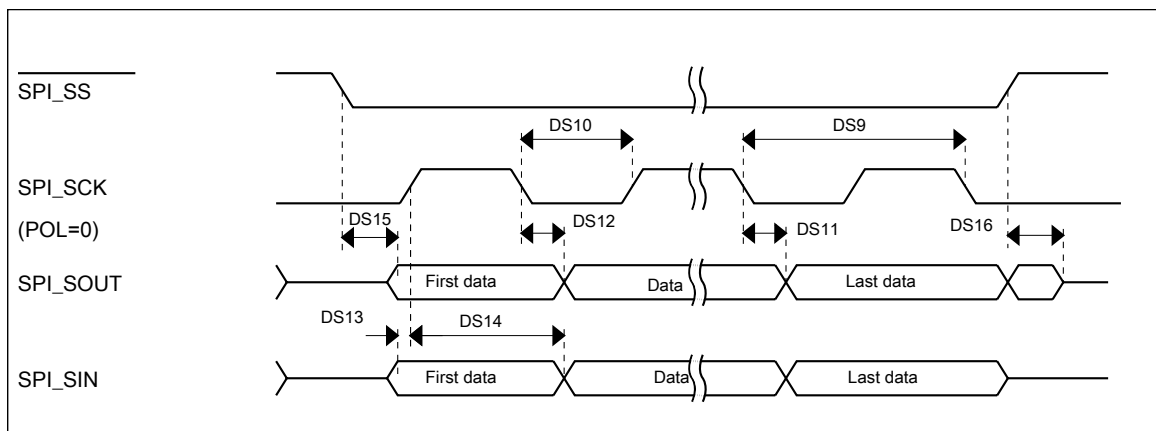 SPI_SS
DS10
DS9
SPI_SCK
(POL=0)
DS15
DS12
DS11
DS16
SPI_SOUT
First data
Data
Last data
DS13
DS14
SPI_SIN
First data
Data
Last data